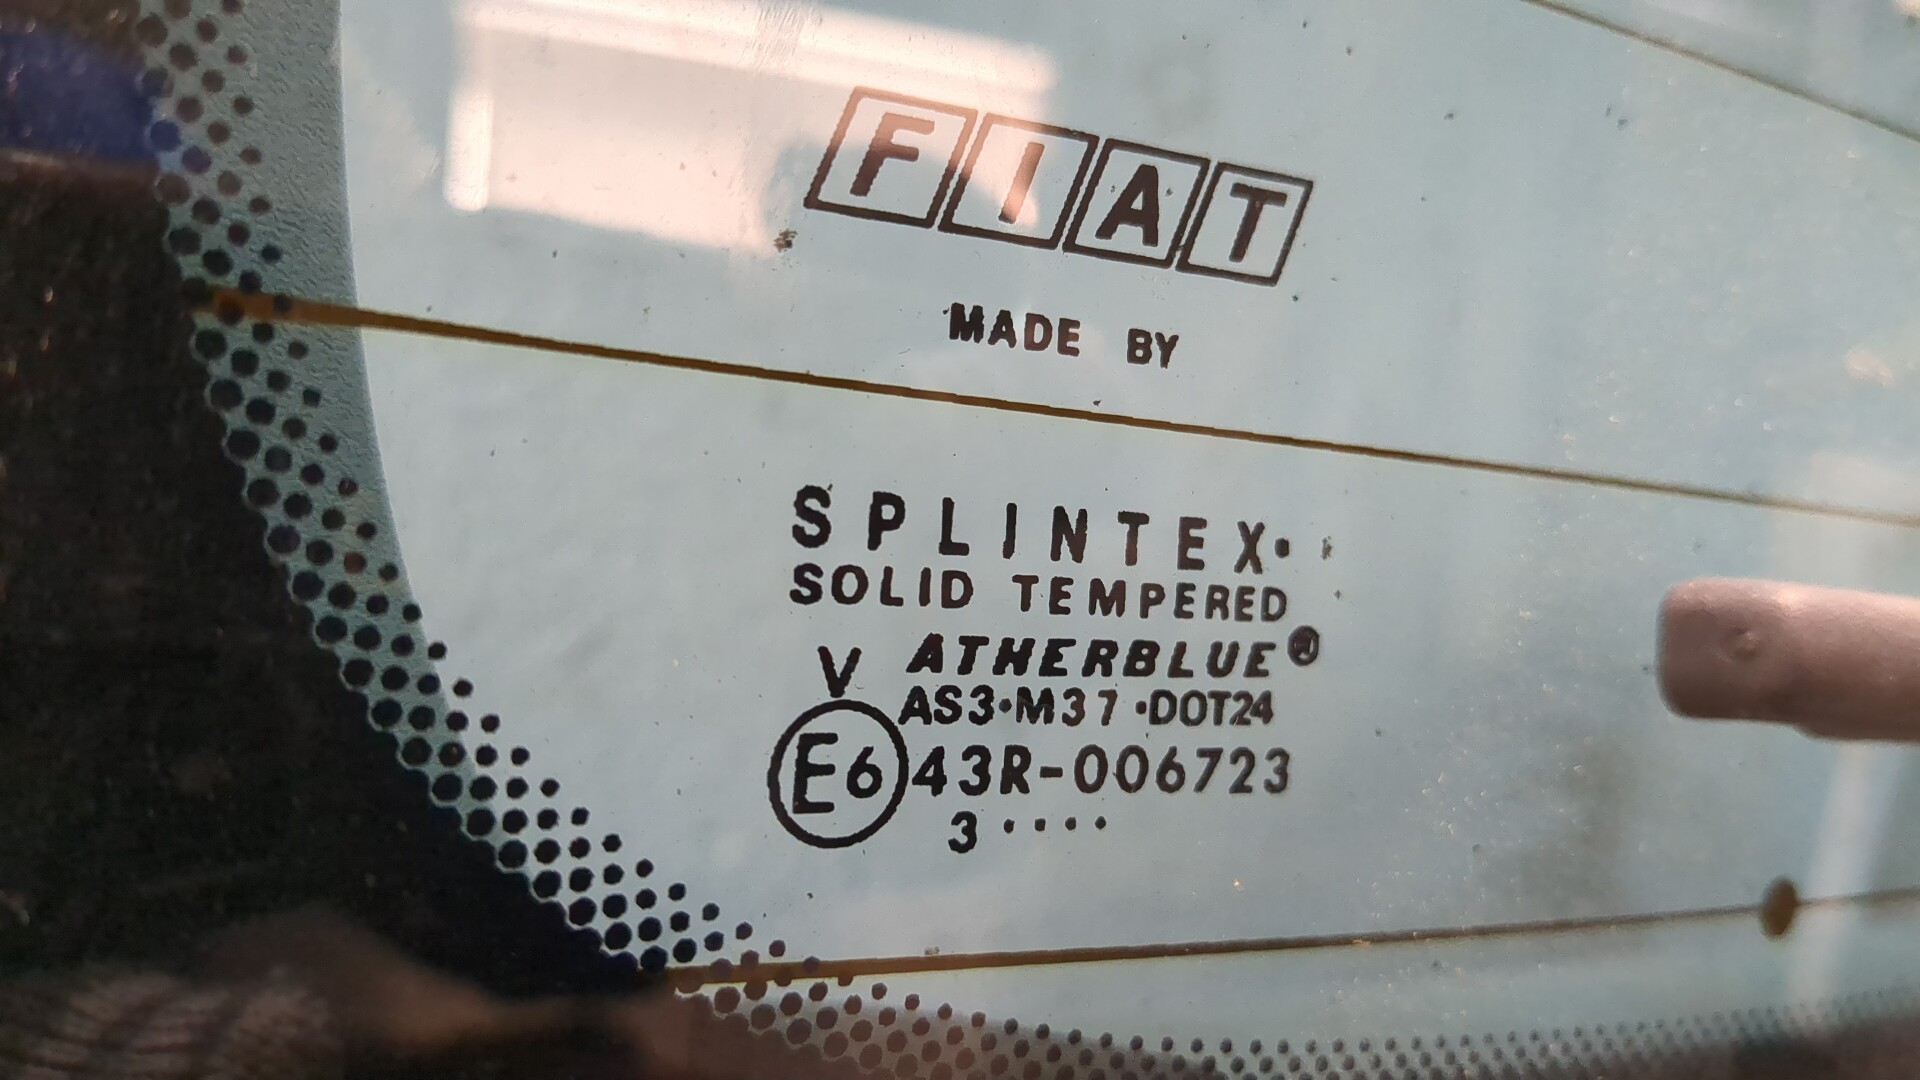 FIAT
MADE BY
SPLINTEX·
SOLID TEMPERED
V ATHERBLUE®
AS3·M37·DOT24
E6 43R-006723
3 ····